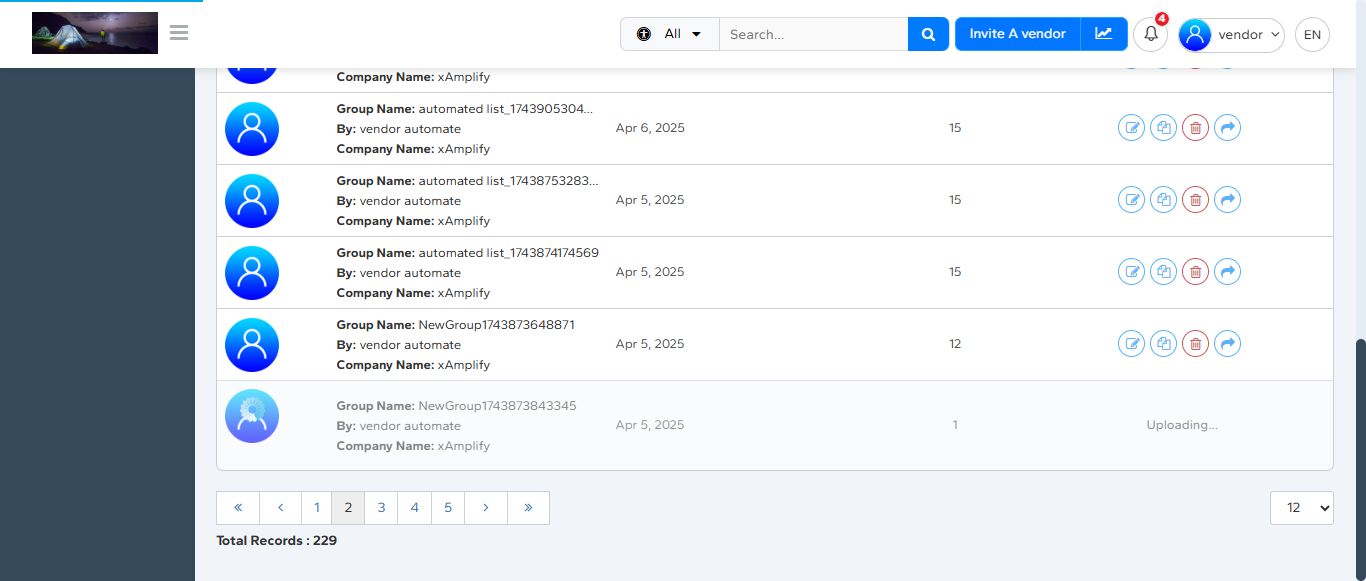 All
Search...
Invite A vendor
4
vendor
EN
Company Name: xAmplify
Group Name: automated list_1743905304...
By: vendor automate
Company Name: xAmplify
Apr 6, 2025
15
Group Name: automated list_17438753283...
By: vendor automate
Company Name: xAmplify
Apr 5, 2025
15
Group Name: automated list_1743874174569
By: vendor automate
Company Name: xAmplify
Apr 5, 2025
15
Group Name: NewGroup1743873648871
By: vendor automate
Company Name: xAmplify
Apr 5, 2025
12
Group Name: NewGroup1743873843345
By: vendor automate
Company Name: xAmplify
Apr 5, 2025
1
Uploading...
« ‹ 1 2 3 4 5 › »
12
Total Records : 229